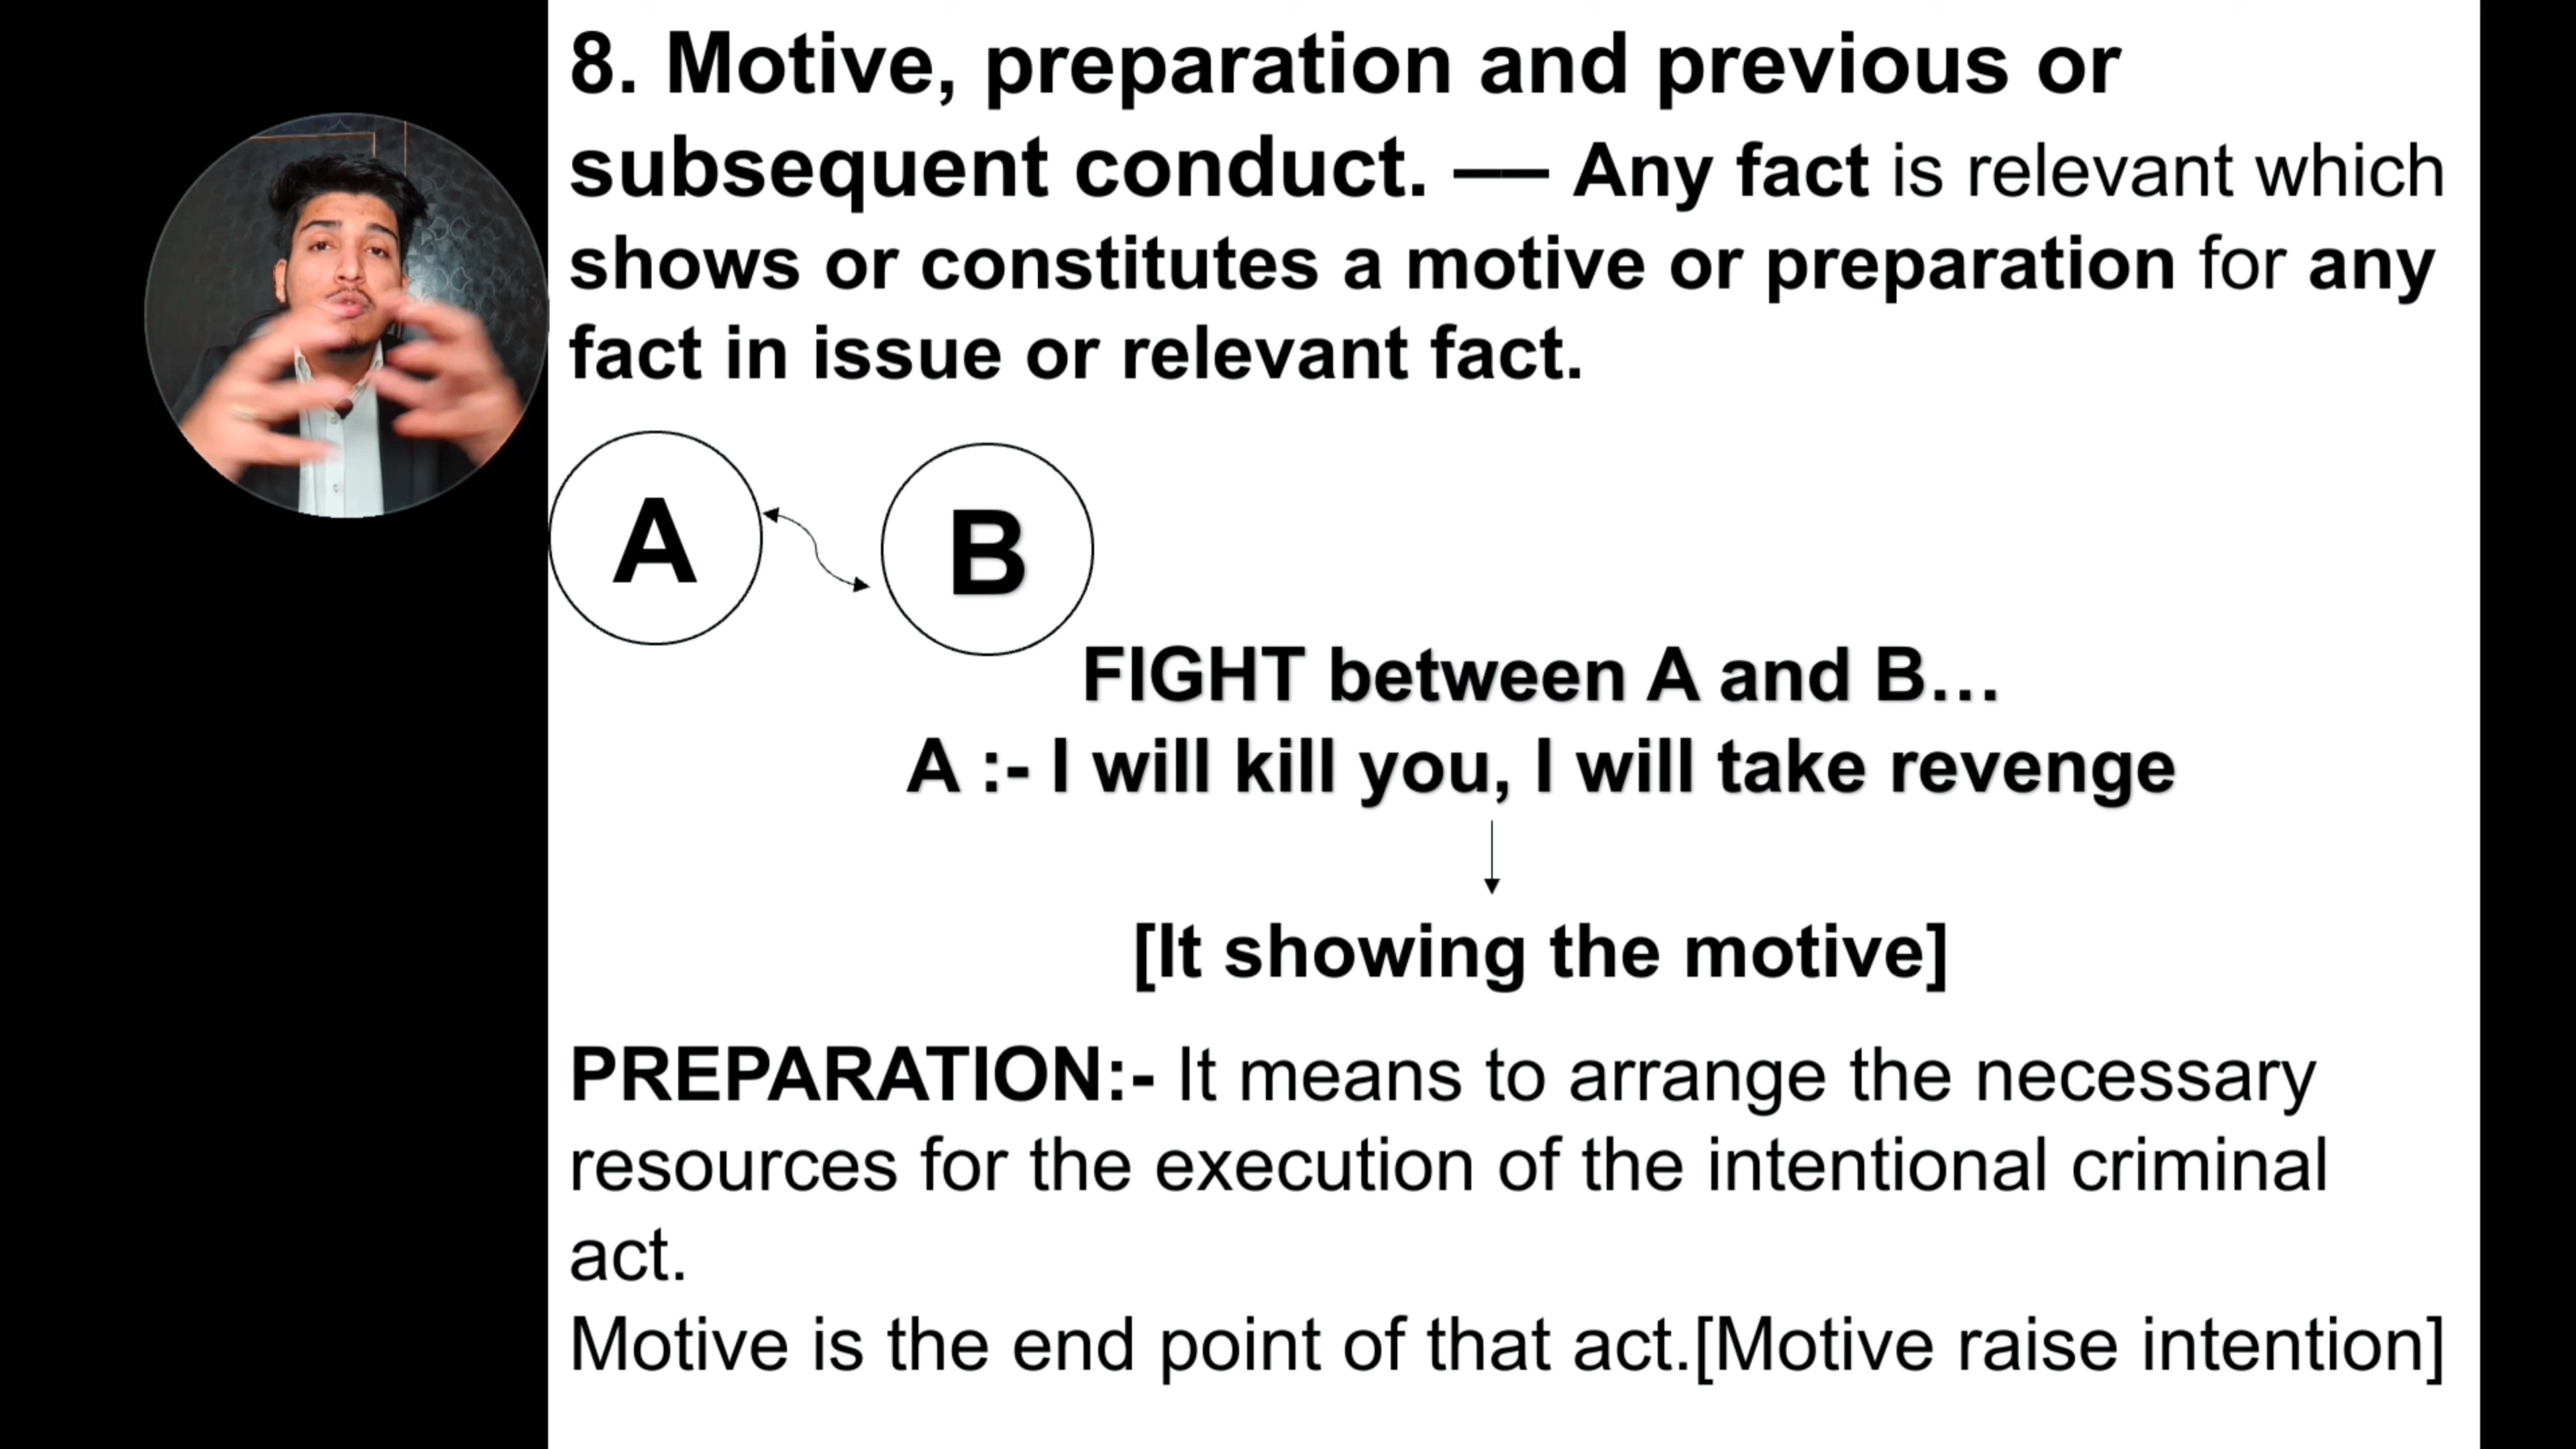 8. Motive, preparation and previous or
subsequent conduct. –– Any fact is relevant which
shows or constitutes a motive or preparation for any
fact in issue or relevant fact.
A
B
FIGHT between A and B...
A :- I will kill you, I will take revenge
[It showing the motive]
PREPARATION:- It means to arrange the necessary
resources for the execution of the intentional criminal
act.
Motive is the end point of that act.[Motive raise intention]